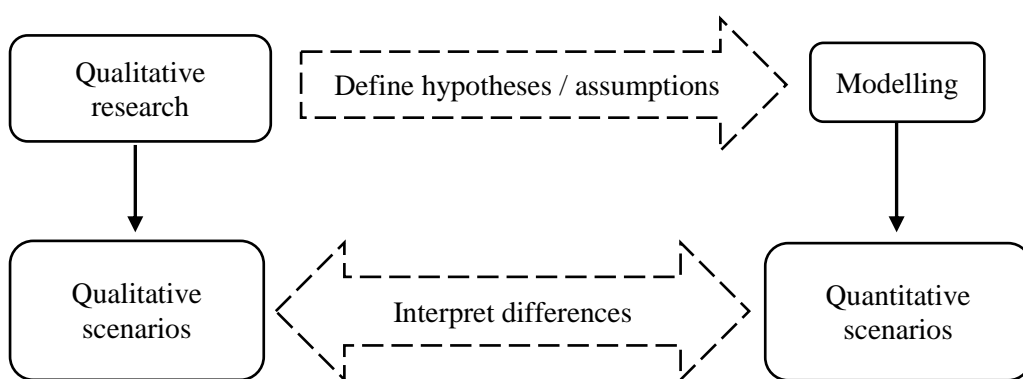 Qualitative
research
Define hypotheses / assumptions
Modelling
Qualitative
scenarios
Interpret differences
Quantitative
scenarios